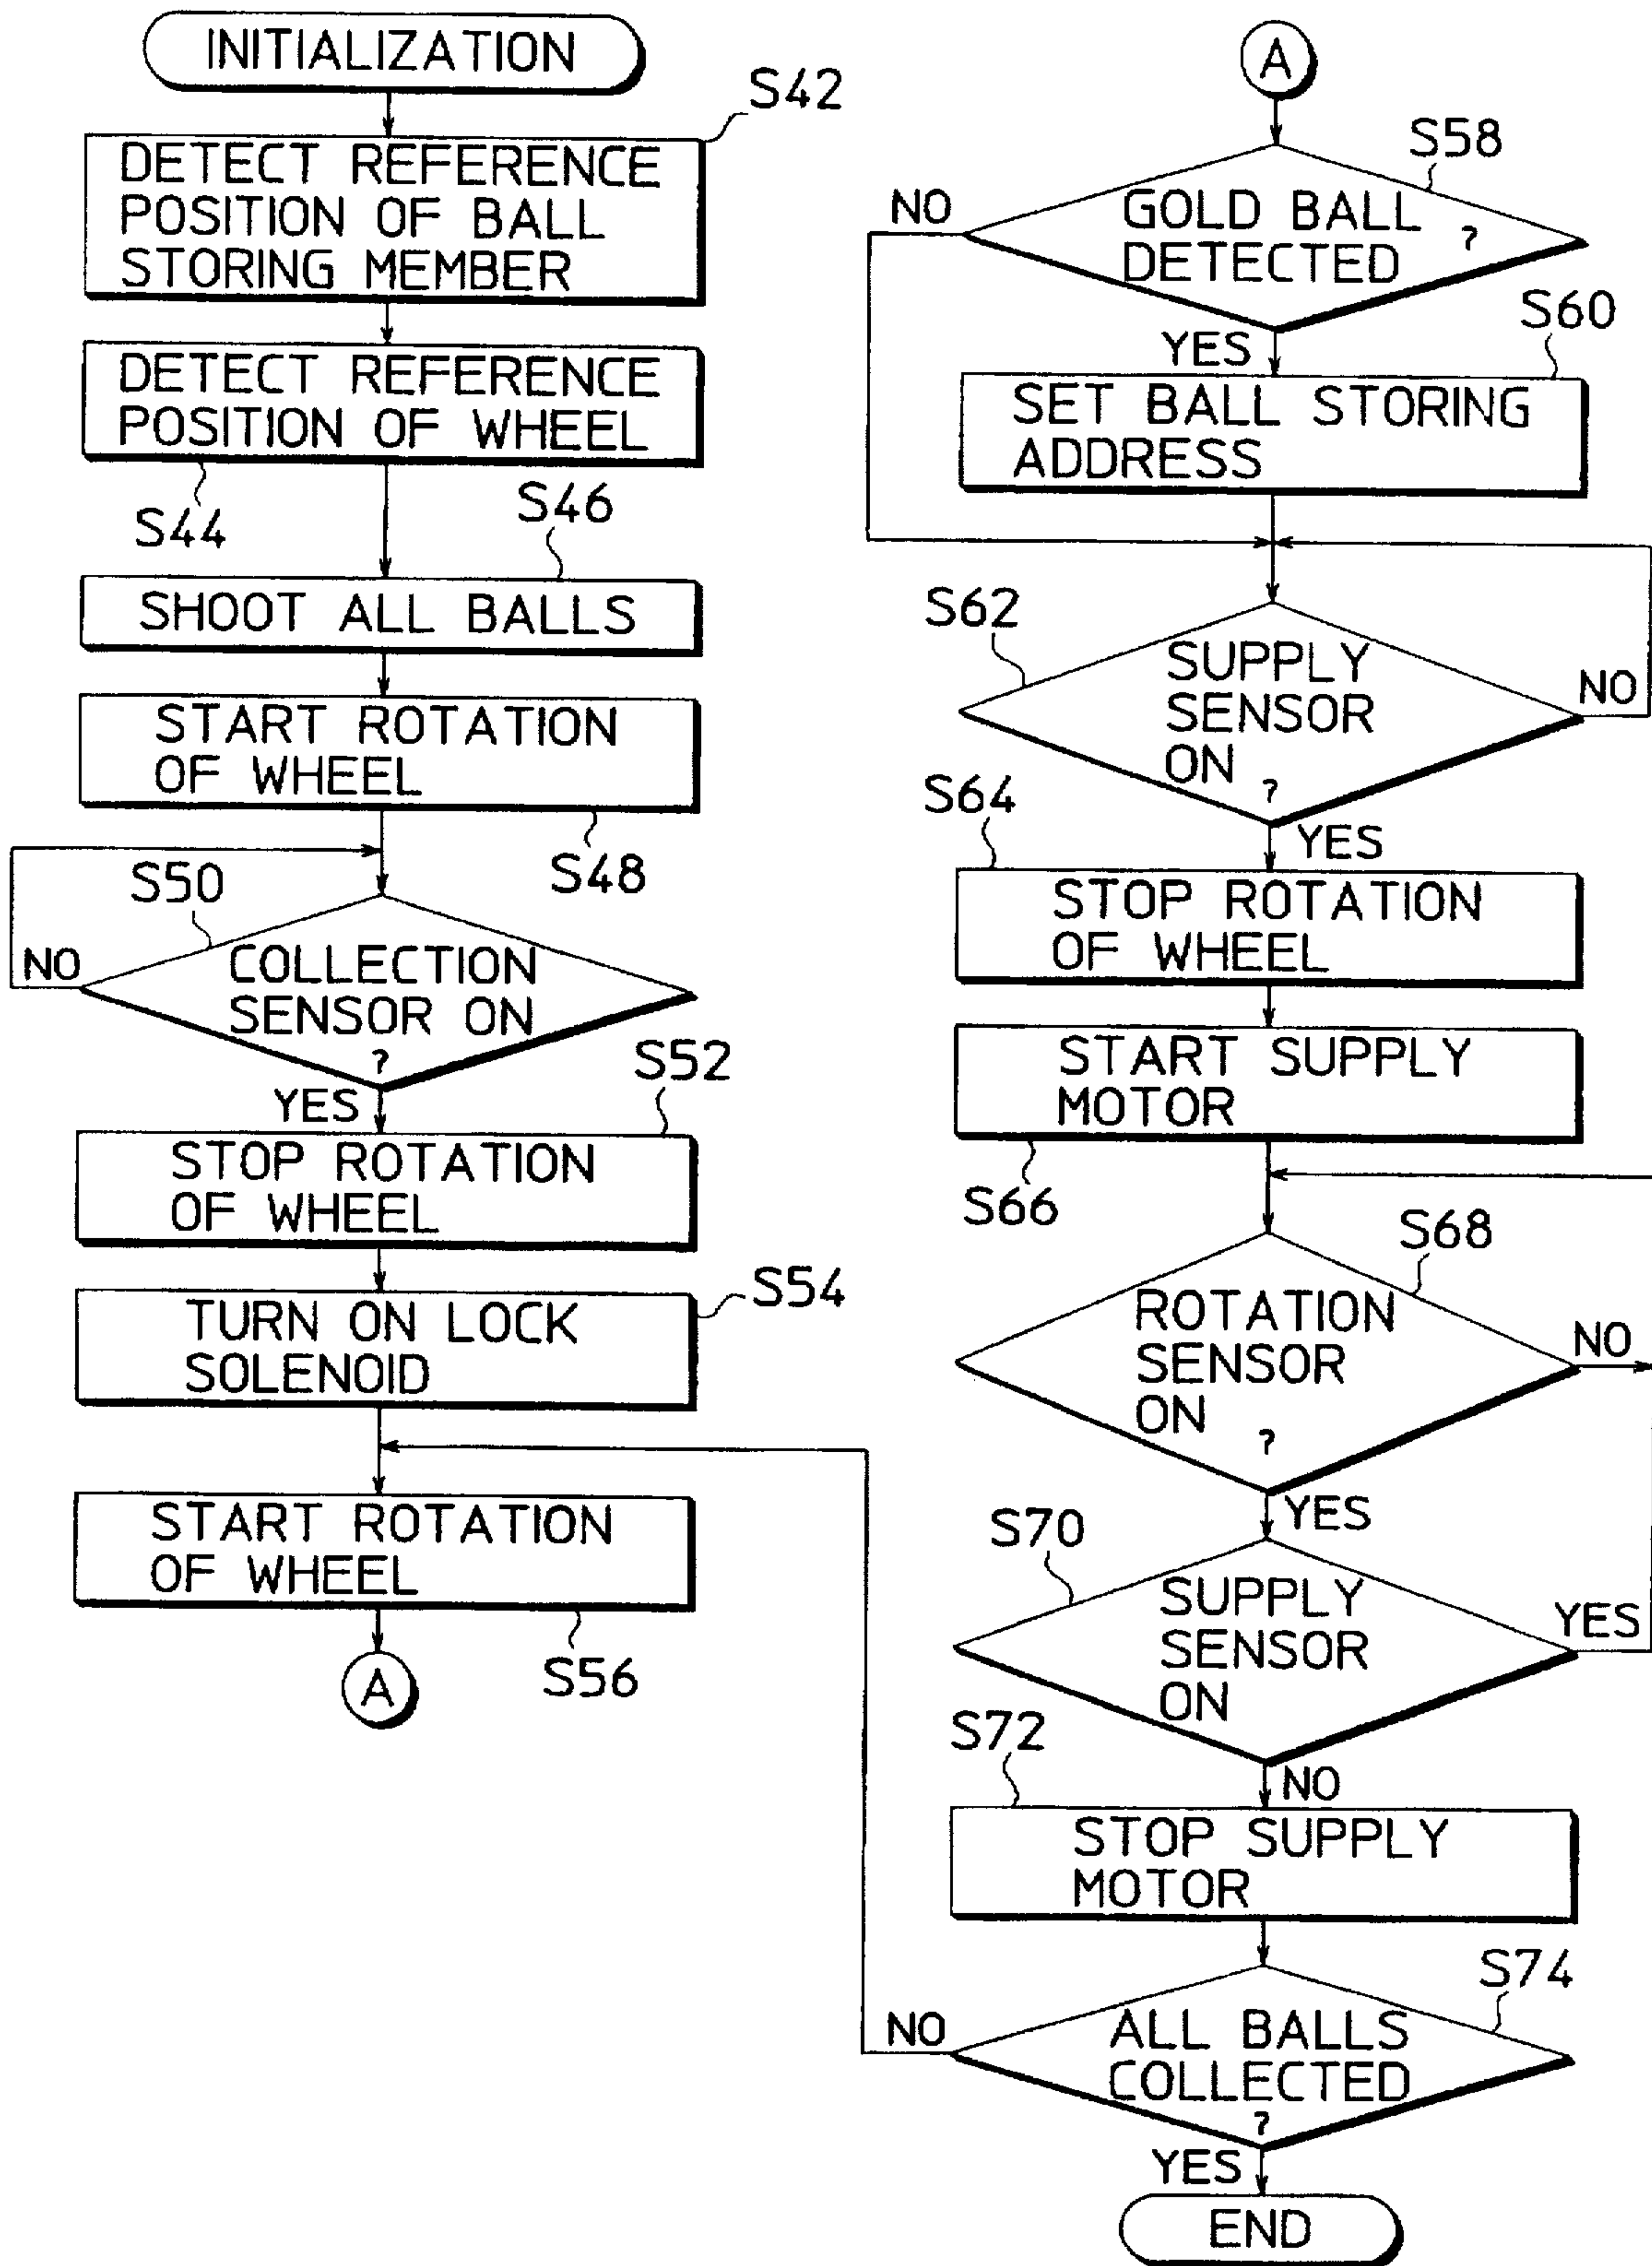 INITIALIZATION
S42
DETECT REFERENCE
POSITION OF BALL
STORING MEMBER
DETECT REFERENCE
POSITION OF WHEEL
S44
S46
SHOOT ALL BALLS
START ROTATION
OF WHEEL
S48
S50
NO
COLLECTION
SENSOR ON
?
YES
S52
STOP ROTATION
OF WHEEL
S54
TURN ON LOCK
SOLENOID
START ROTATION
OF WHEEL
S56
A
A
S58
NO
GOLD BALL
DETECTED ?
YES
S60
SET BALL STORING
ADDRESS
S62
SUPPLY
SENSOR
ON
?
NO
YES
S64
STOP ROTATION
OF WHEEL
START SUPPLY
MOTOR
S66
S68
ROTATION
SENSOR
ON
?
NO
YES
S70
SUPPLY
SENSOR
ON
YES
NO
S72
STOP SUPPLY
MOTOR
S74
NO
ALL BALLS
COLLECTED
?
YES
END